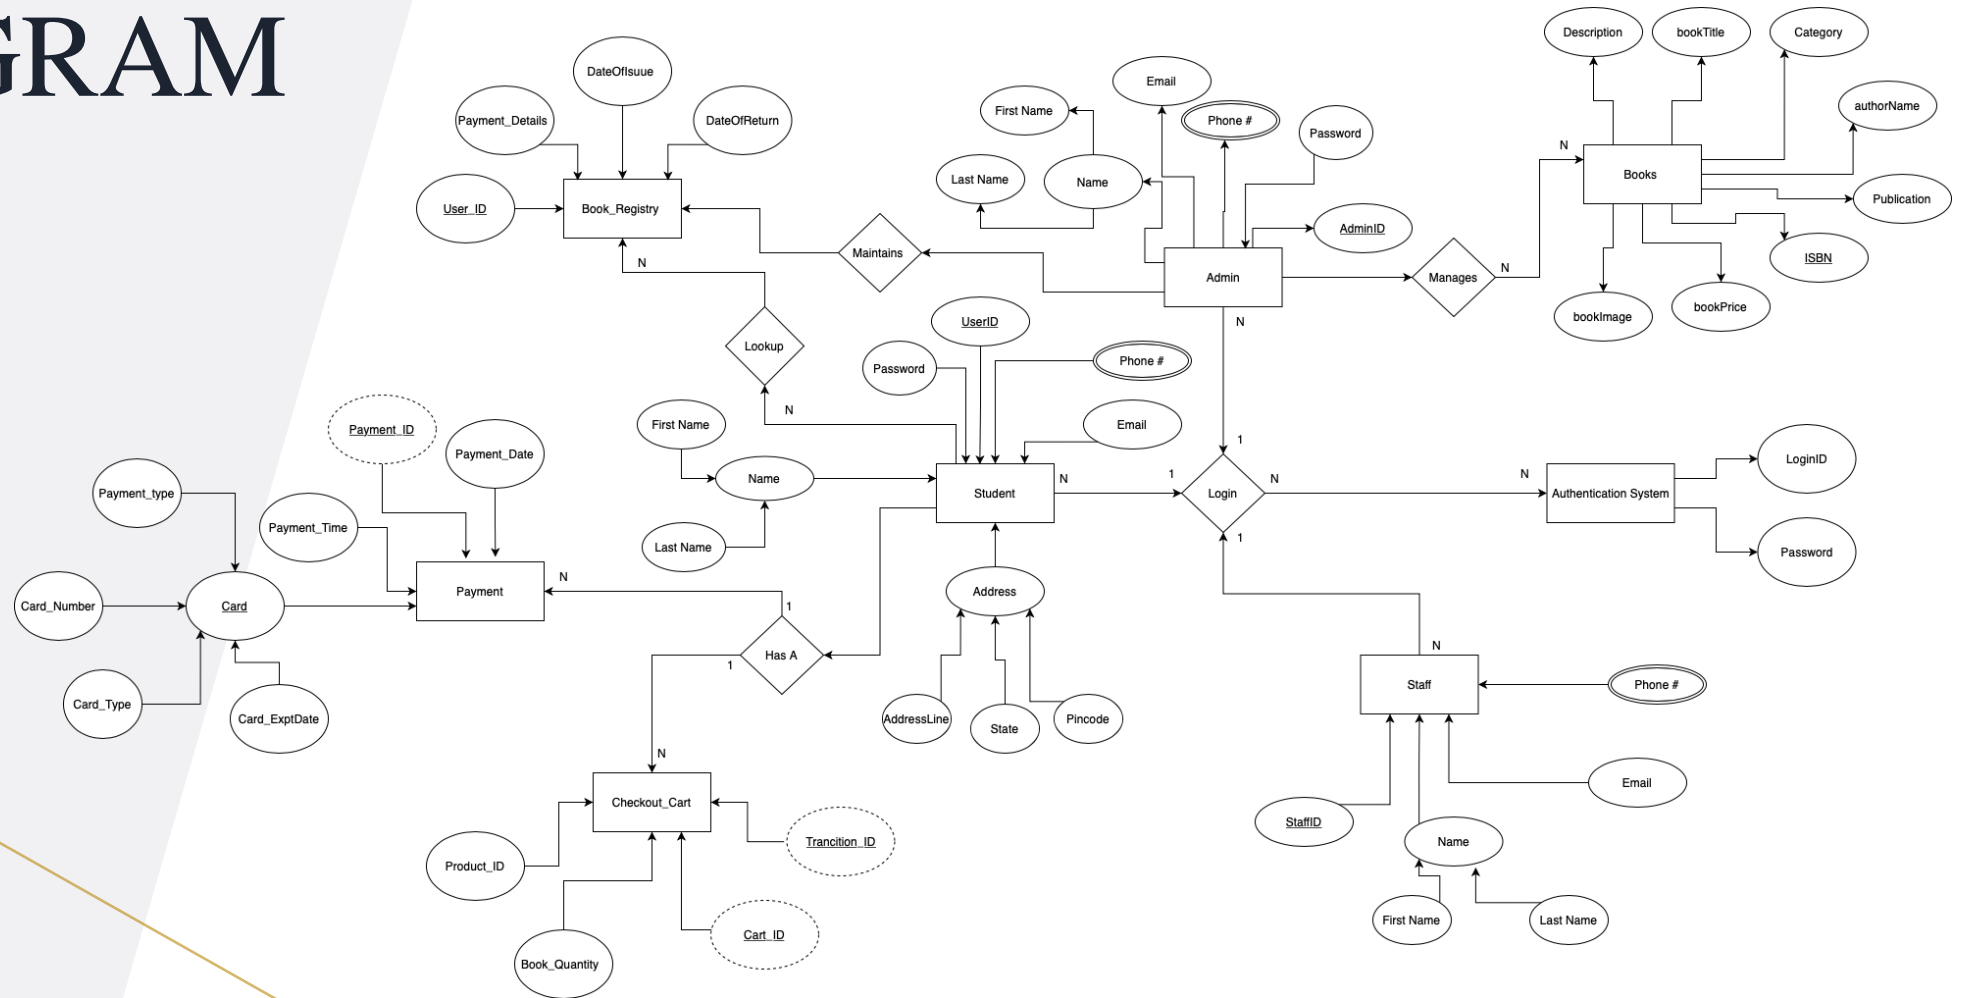 GRAM
DateOfIsuue
Payment_Details
DateOfReturn
User_ID
Book_Registry
N
Maintains
Lookup
N
First Name
Email
Phone #
Password
Last Name
Name
AdminID
Admin
N
Manages
N
N
Description
bookTitle
Category
authorName
Books
Publication
ISBN
bookImage
bookPrice
UserID
Password
Phone #
Email
First Name
Name
Last Name
Student
N
1
1
Login
N
N
1
Authentication System
LoginID
Password
Address
AddressLine
State
Pincode
Payment_ID
Payment_Date
Payment_type
Payment_Time
Card_Number
Card
Payment
N
Card_Type
Card_ExptDate
1
Has A
1
N
Checkout_Cart
Product_ID
Trancition_ID
Cart_ID
Book_Quantity
N
Staff
Phone #
Email
StaffID
Name
First Name
Last Name